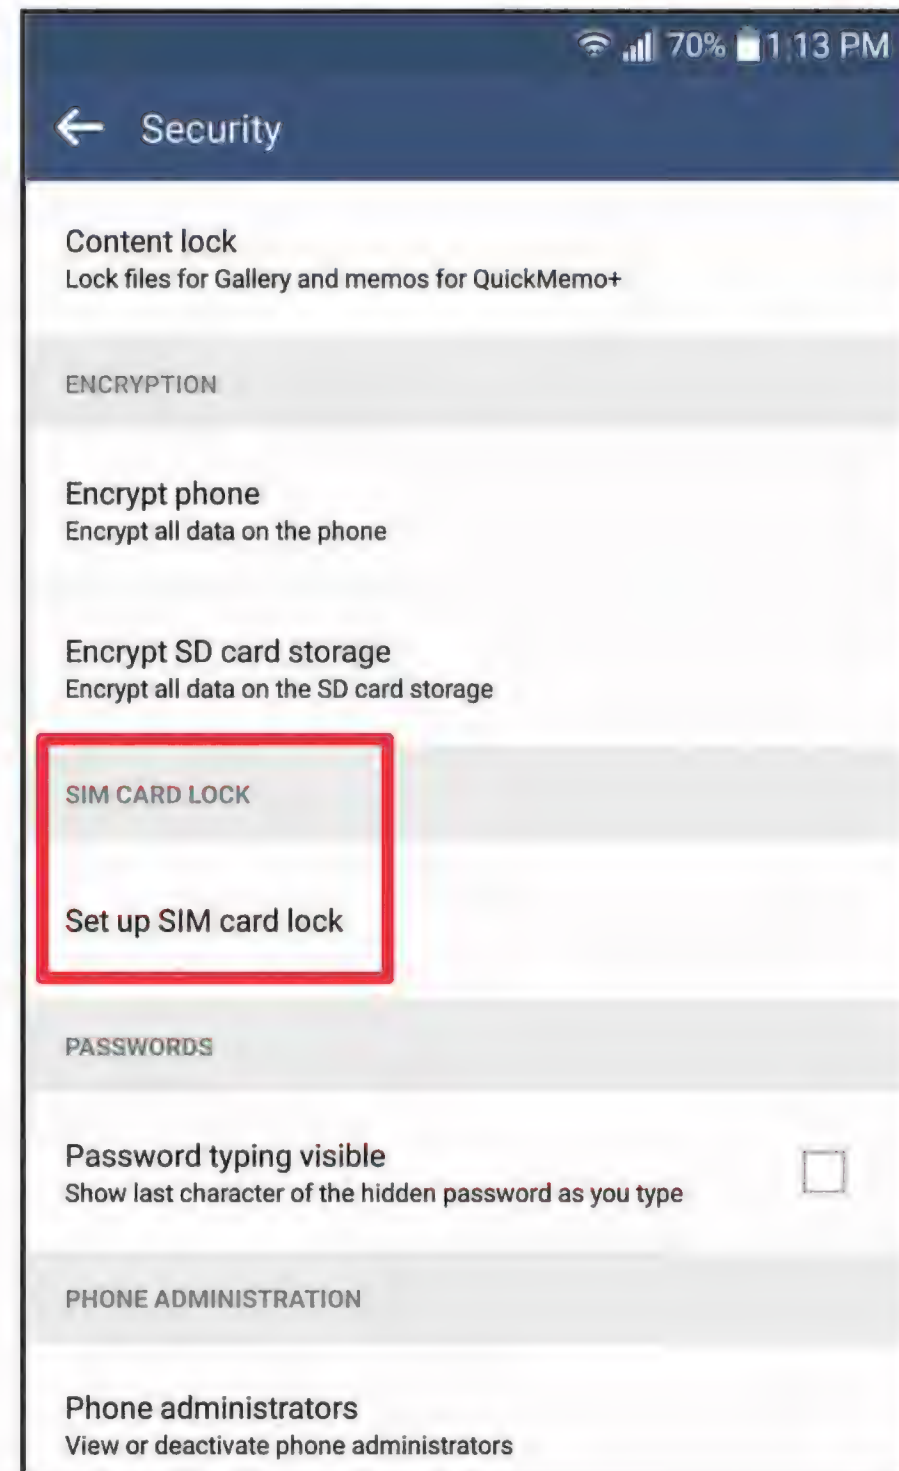 70% 1:13 PM
Security
Content lock
Lock files for Gallery and memos for QuickMemo+
ENCRYPTION
Encrypt phone
Encrypt all data on the phone
Encrypt SD card storage
Encrypt all data on the SD card storage
SIM CARD LOCK
Set up SIM card lock
PASSWORDS
Password typing visible
Show last character of the hidden password as you type
PHONE ADMINISTRATION
Phone administrators
View or deactivate phone administrators